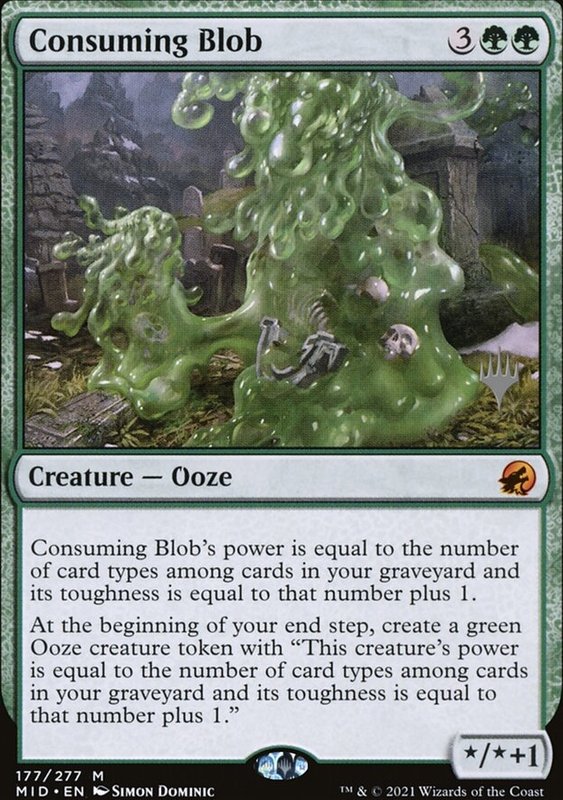 Consuming Blob 3
Creature — Ooze
Consuming Blob's power is equal to the number
of card types among cards in your graveyard and
its toughness is equal to that number plus 1.
At the beginning of your end step, create a green
Ooze creature token with “This creature's power
is equal to the number of card types among cards
in your graveyard and its toughness is equal to
that number plus 1.”
★/★+1
177/277 M
MID • EN SIMON DOMINIC ™ & © 2021 Wizards of the Coast